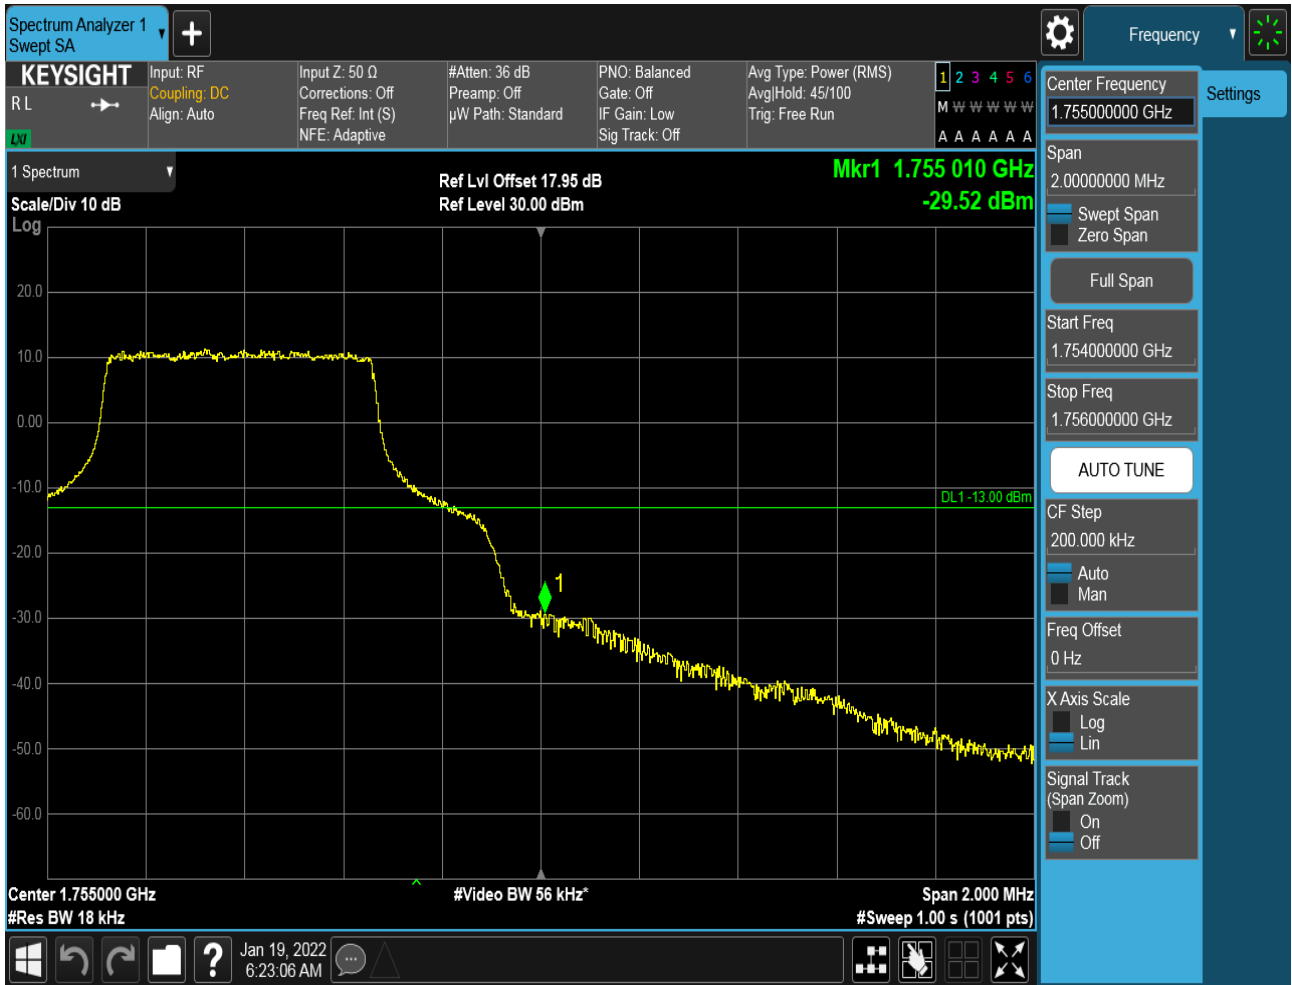 Spectrum Analyzer 1
Swept SA
Frequency
KEYSIGHT
R L
LXI
Input: RF
Coupling: DC
Align: Auto
Input Z: 50 Ω
Corrections: Off
Freq Ref: Int (S)
NFE: Adaptive
#Atten: 36 dB
Preamp: Off
µW Path: Standard
PNO: Balanced
Gate: Off
IF Gain: Low
Sig Track: Off
Avg Type: Power (RMS)
Avg|Hold: 45/100
Trig: Free Run
1 2 3 4 5 6
M W W W W W
A A A A A A
1 Spectrum
Scale/Div 10 dB
Log
Ref Lvl Offset 17.95 dB
Ref Level 30.00 dBm
Mkr1 1.755 010 GHz
-29.52 dBm
20.0
10.0
0.00
-10.0
DL1 -13.00 dBm
-20.0
1
-30.0
-40.0
-50.0
-60.0
Center 1.755000 GHz
#Res BW 18 kHz
#Video BW 56 kHz*
Span 2.000 MHz
#Sweep 1.00 s (1001 pts)
Center Frequency
1.755000000 GHz
Settings
Span
2.00000000 MHz
Swept Span
Zero Span
Full Span
Start Freq
1.754000000 GHz
Stop Freq
1.756000000 GHz
AUTO TUNE
CF Step
200.000 kHz
Auto
Man
Freq Offset
0 Hz
X Axis Scale
Log
Lin
Signal Track
(Span Zoom)
On
Off
?
Jan 19, 2022
6:23:06 AM